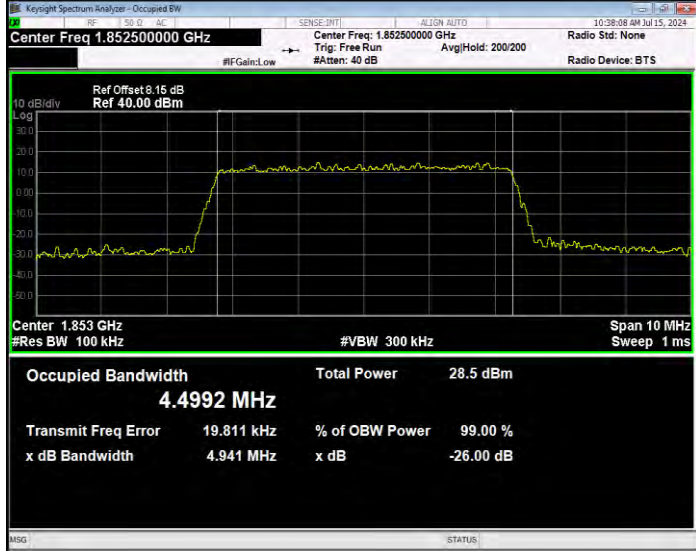 Keysight Spectrum Analyzer - Occupied BW
RF 50 Ω AC SENSE:INT ALIGN AUTO 10:38:08 AM Jul 15, 2024
Center Freq 1.852500000 GHz Center Freq: 1.852500000 GHz Radio Std: None
Trig: Free Run Avg|Hold: 200/200
#IFGain:Low #Atten: 40 dB Radio Device: BTS
Ref Offset 8.15 dB
10 dB/div Ref 40.00 dBm
Log
30.0
20.0
10.0
0.00
-10.0
-20.0
-30.0
-40.0
-50.0
Center 1.853 GHz Span 10 MHz
#Res BW 100 kHz #VBW 300 kHz Sweep 1 ms
Occupied Bandwidth Total Power 28.5 dBm
4.4992 MHz
Transmit Freq Error 19.811 kHz % of OBW Power 99.00 %
x dB Bandwidth 4.941 MHz x dB -26.00 dB
MSG STATUS